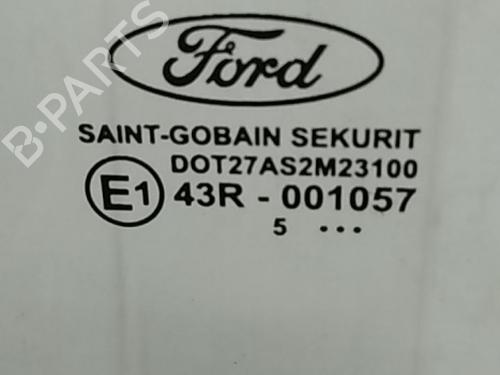 B-PARTS
Ford
SAINT-GOBAIN SEKURIT
DOT27AS2M23100
E1 43R - 001057
5 •••